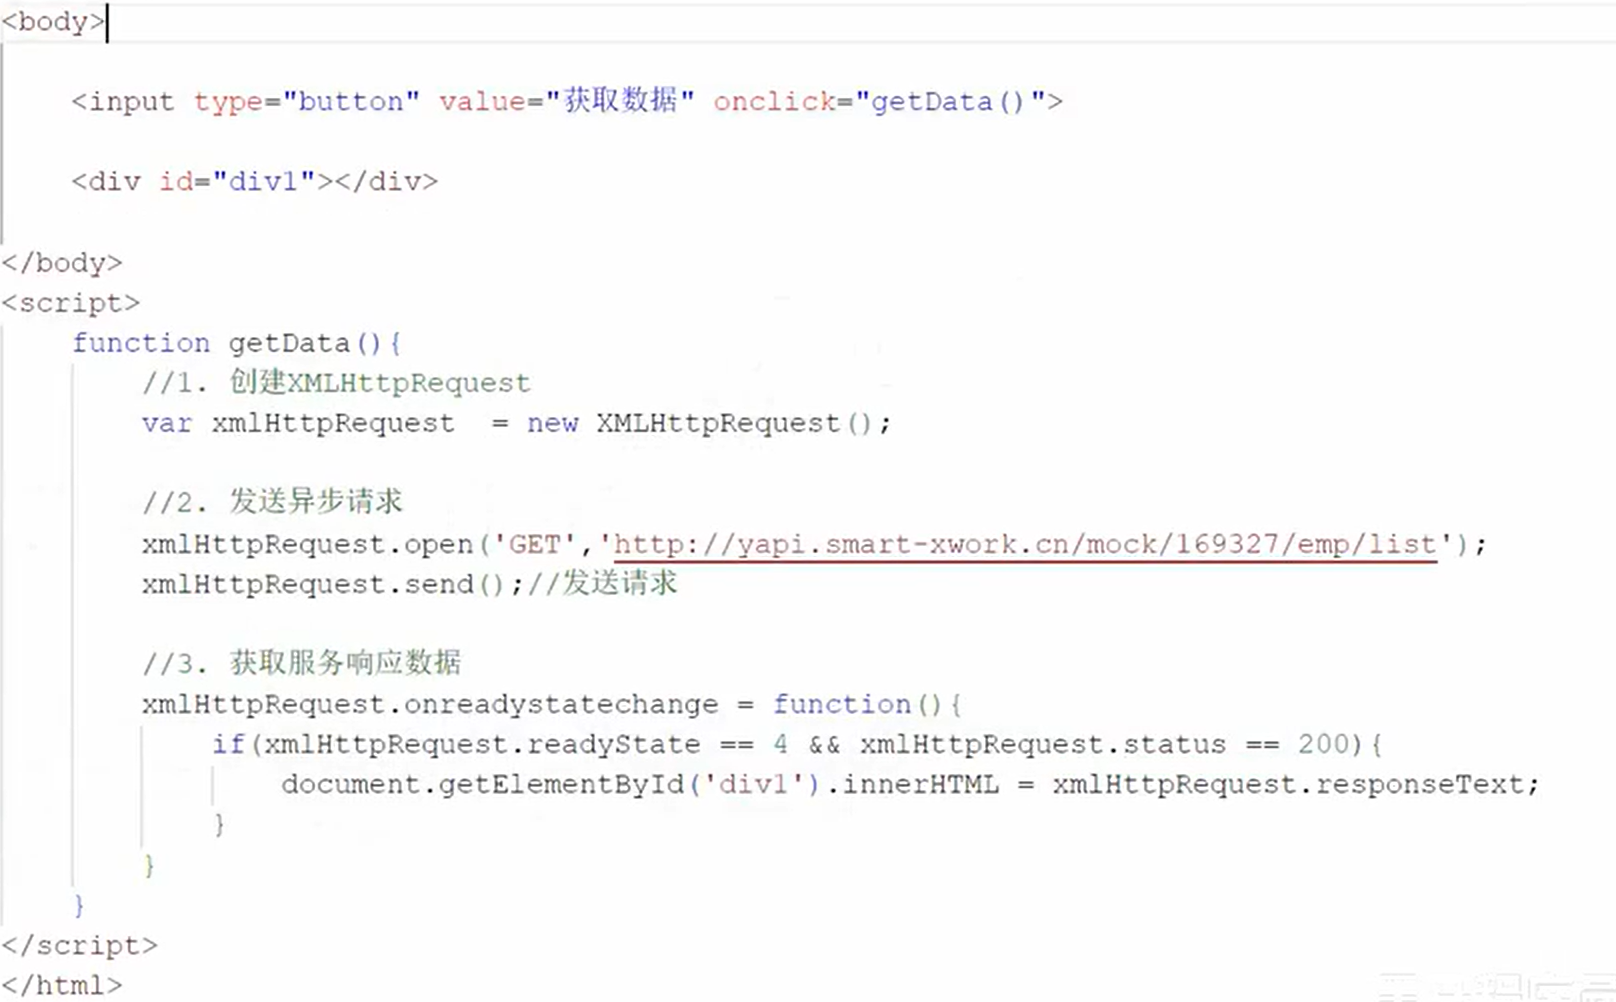 <body>
<input type="button" value="获取数据" onclick="getData()">
<div id="div1"></div>
</body>
<script>
function getData(){
//1. 创建XMLHttpRequest
var xmlHttpRequest  = new XMLHttpRequest();
//2. 发送异步请求
xmlHttpRequest.open('GET','http://yapi.smart-xwork.cn/mock/169327/emp/list');
xmlHttpRequest.send();//发送请求
//3. 获取服务响应数据
xmlHttpRequest.onreadystatechange = function(){
if(xmlHttpRequest.readyState == 4 && xmlHttpRequest.status == 200){
document.getElementById('div1').innerHTML = xmlHttpRequest.responseText;
}
}
}
</script>
</html>